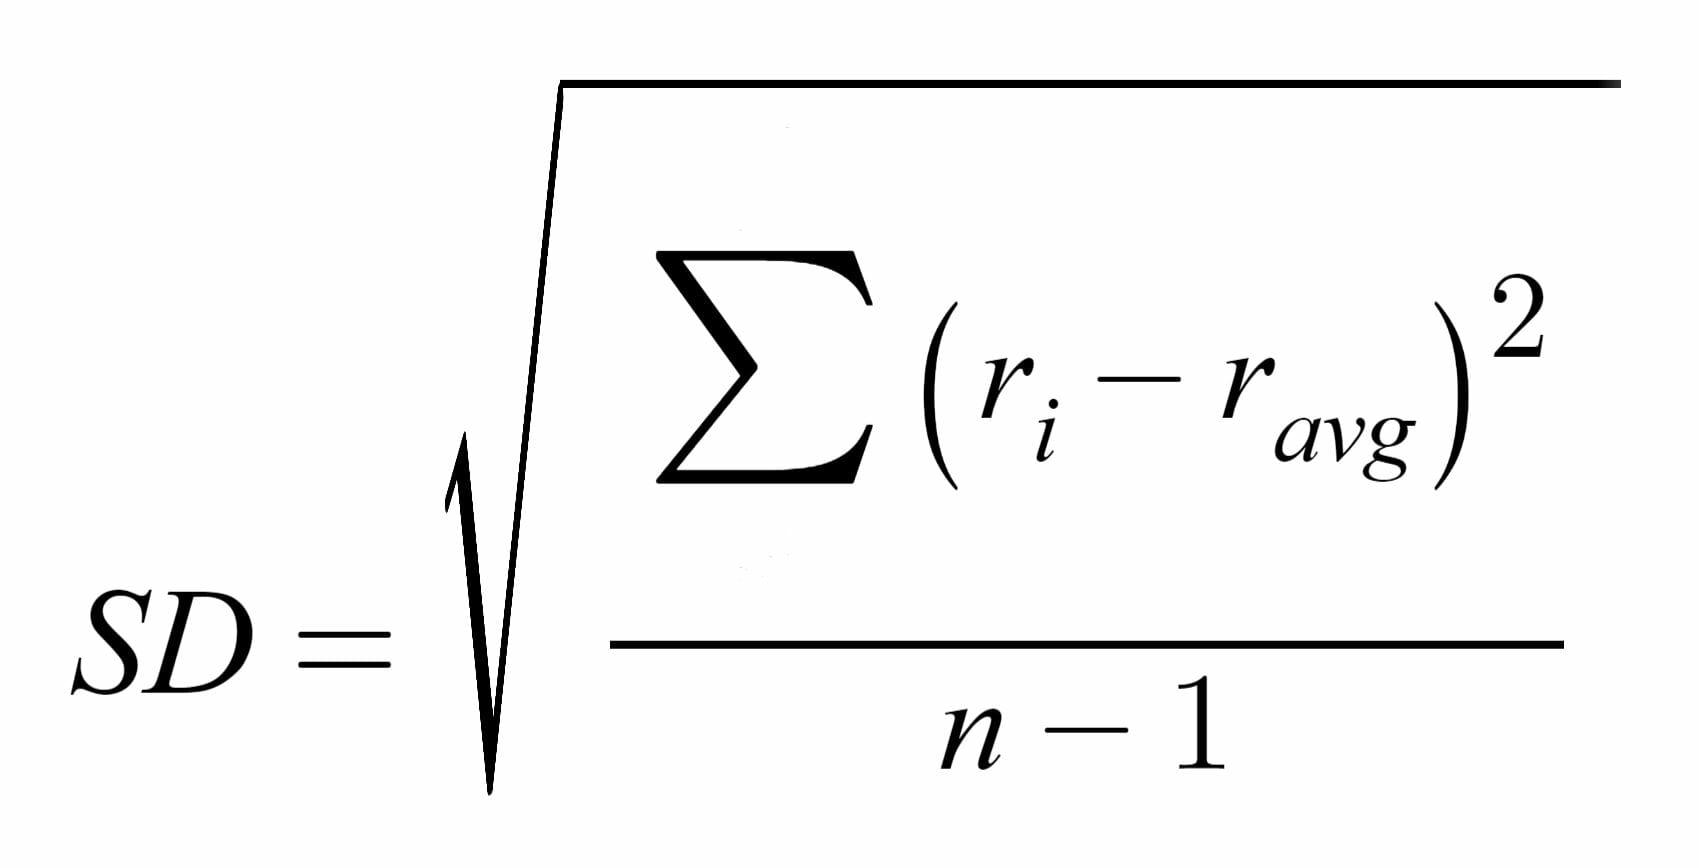 SD = √(∑(r_i − r_avg)^2 / (n − 1))